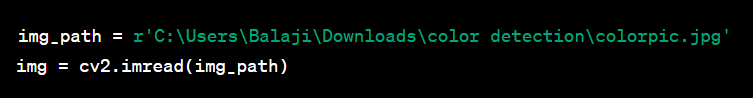 img_path = r'C:\Users\Balaji\Downloads\color detection\colorpic.jpg'
img = cv2.imread(img_path)